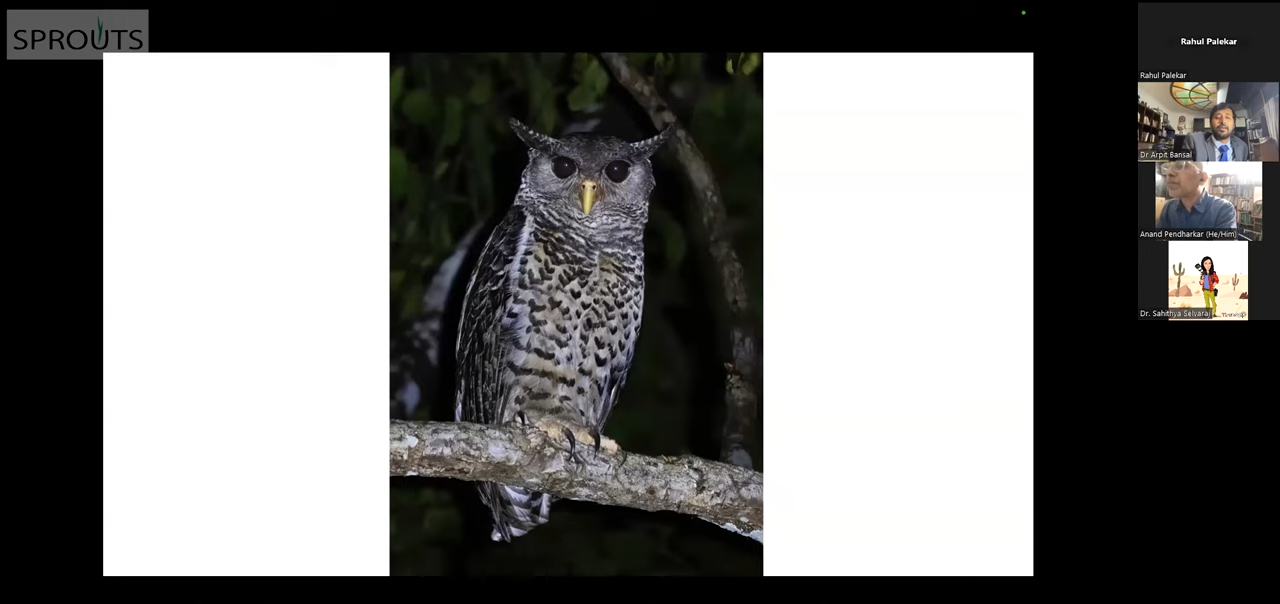 SPROUTS
Rahul Palekar
Rahul Palekar
Dr Arpit Bansal
Anand Pendharkar (He/Him)
Dr. Sahithya Selvaraj